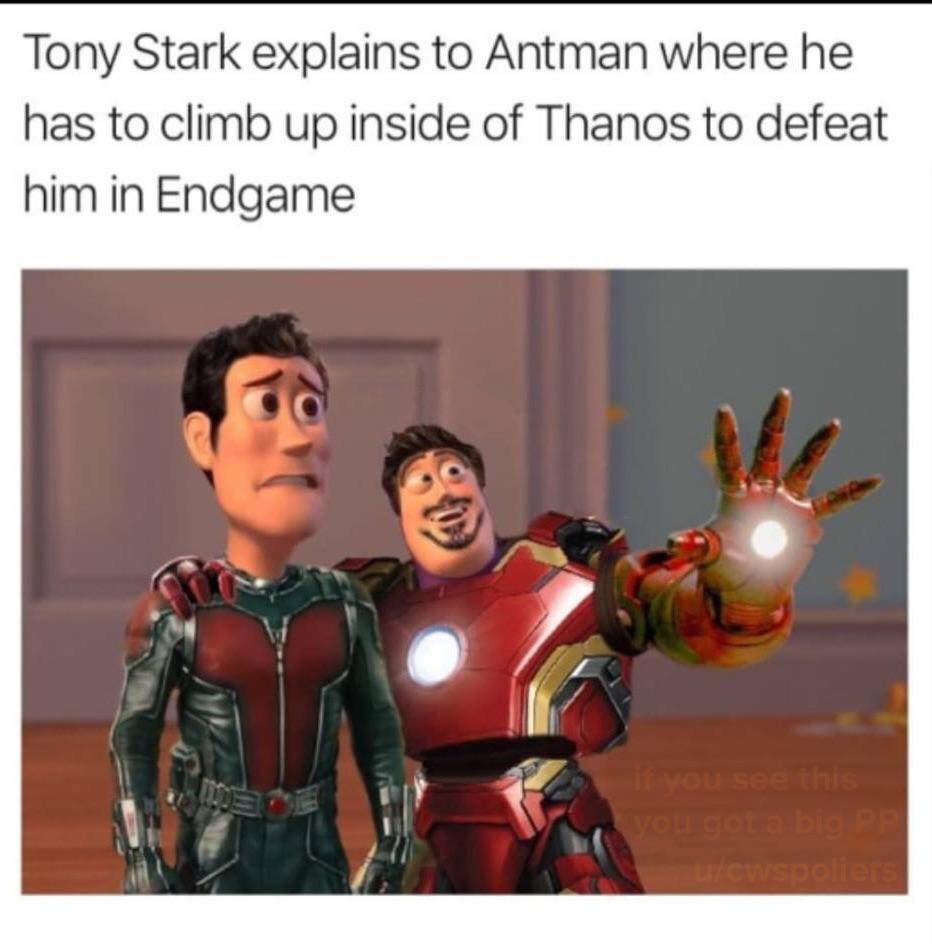 Tony Stark explains to Antman where he
has to climb up inside of Thanos to defeat
him in Endgame
if you see this
you got a big PP
u/cwspoliers